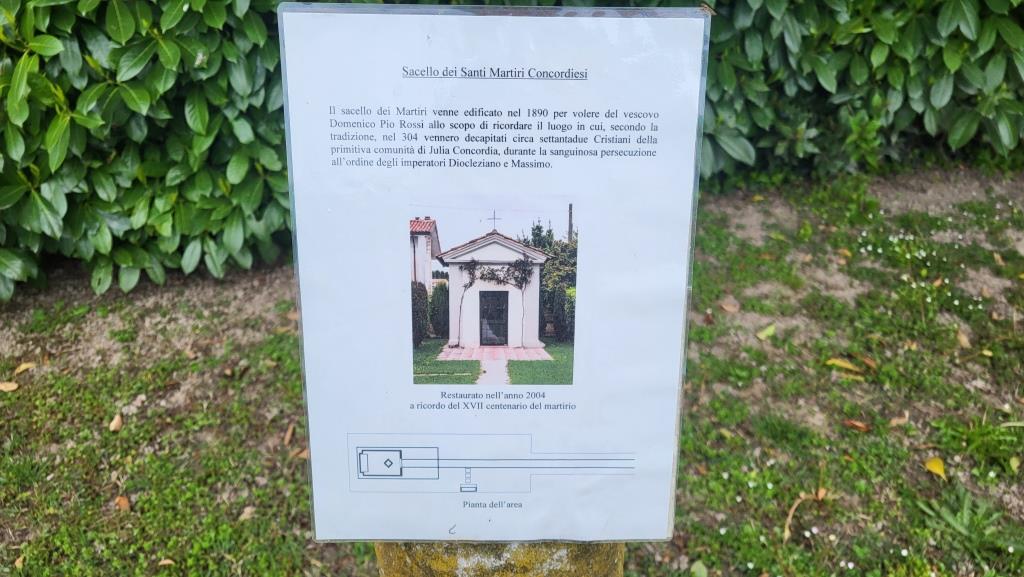 Sacello dei Santi Martiri Concordiesi
Il sacello dei Martiri venne edificato nel 1890 per volere del vescovo
Domenico Pio Rossi allo scopo di ricordare il luogo in cui, secondo la
tradizione, nel 304 vennero decapitati circa settantadue Cristiani della
primitiva comunità di Julia Concordia, durante la sanguinosa persecuzione
all'ordine degli imperatori Diocleziano e Massimo.
Restaurato nell'anno 2004
a ricordo del XVII centenario del martirio
Pianta dell'area